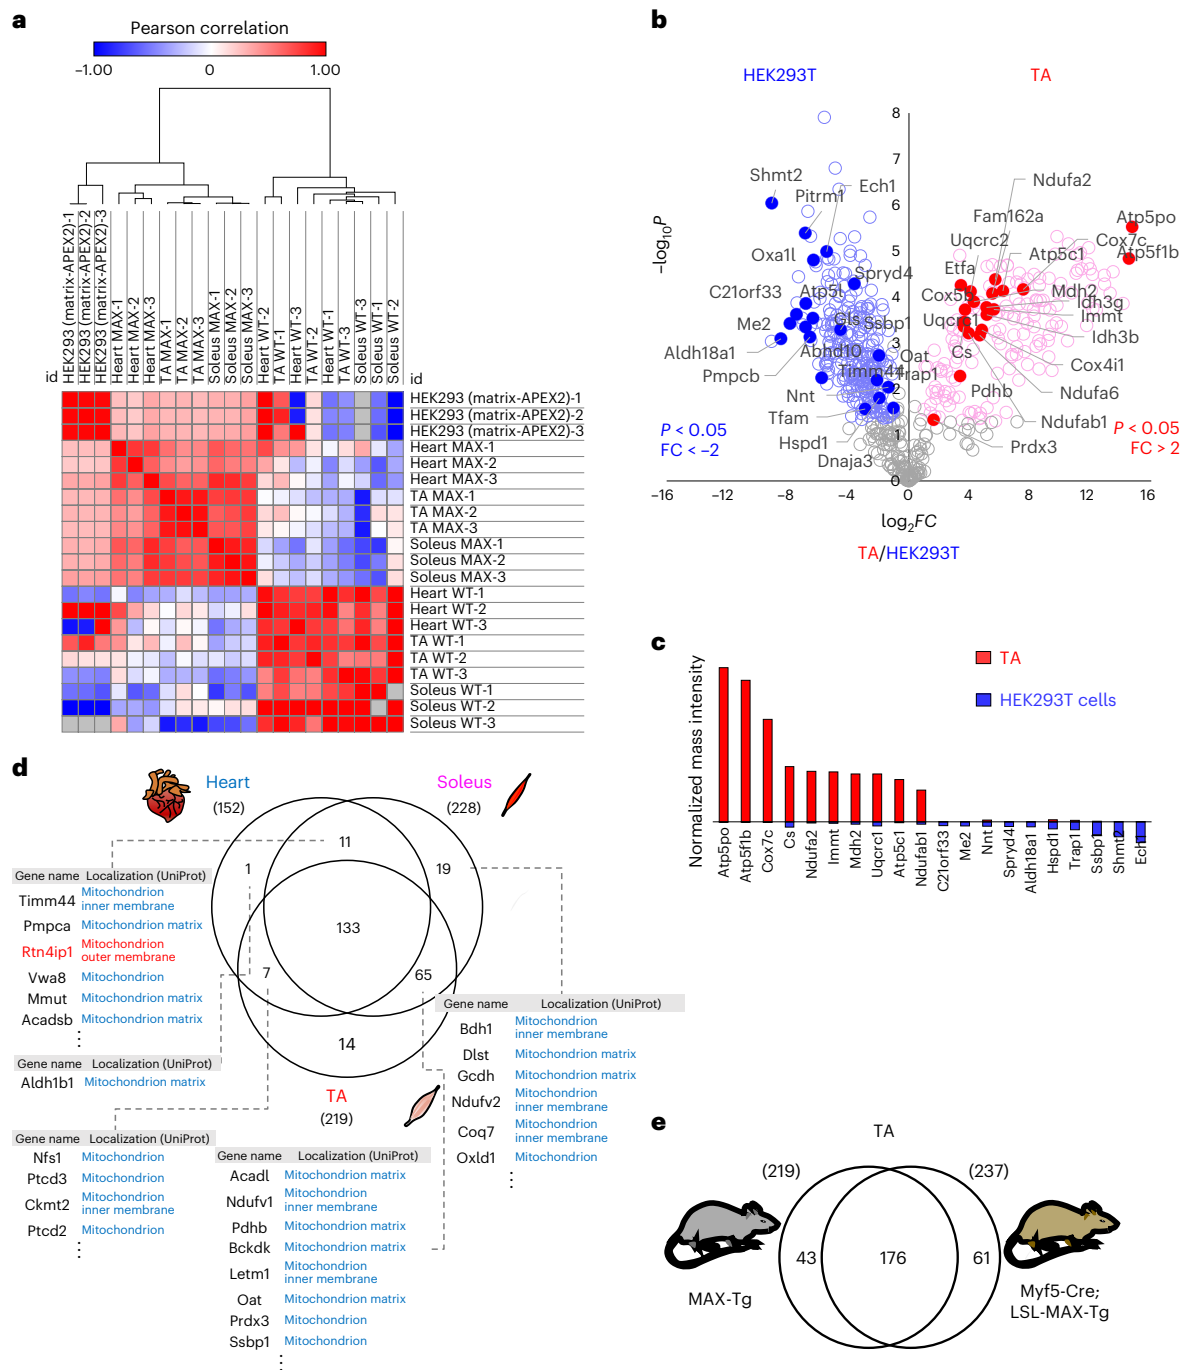 a
Pearson correlation
−1.00
0
1.00
id
HEK293 (matrix-APEX2)-1
HEK293 (matrix-APEX2)-2
HEK293 (matrix-APEX2)-3
Heart MAX-1
Heart MAX-2
Heart MAX-3
TA MAX-1
TA MAX-2
TA MAX-3
Soleus MAX-1
Soleus MAX-2
Soleus MAX-3
Heart WT-2
TA WT-1
Heart WT-3
TA WT-2
Heart WT-1
TA WT-3
Soleus WT-3
Soleus WT-1
Soleus WT-2
id
HEK293 (matrix-APEX2)-1
HEK293 (matrix-APEX2)-2
HEK293 (matrix-APEX2)-3
Heart MAX-1
Heart MAX-2
Heart MAX-3
TA MAX-1
TA MAX-2
TA MAX-3
Soleus MAX-1
Soleus MAX-2
Soleus MAX-3
Heart WT-1
Heart WT-2
Heart WT-3
TA WT-1
TA WT-2
TA WT-3
Soleus WT-1
Soleus WT-2
Soleus WT-3
b
HEK293T
TA
−log10P
8
7
6
5
4
3
2
1
0
Shmt2
Pitrm1
Ech1
Oxa1l
Spryd4
C21orf33
Atp5l
Me2
Gls
Ssbp1
Aldh18a1
Abhd10
Pmpcb
Oat
Timm44
Trap1
Nnt
Tfam
Hspd1
Dnaja3
Ndufa2
Fam162a
Atp5po
Uqcrc2
Cox7c
Atp5c1
Atp5f1b
Etfa
Mdh2
Cox5b
Idh3g
Immt
Uqcrc1
Idh3b
Cs
Cox4i1
Pdhb
Ndufa6
Ndufab1
Prdx3
P < 0.05
FC < −2
P < 0.05
FC > 2
−16
−12
−8
−4
0
4
8
12
16
log2FC
TA/HEK293T
c
Normalized mass intensity
TA
HEK293T cells
Atp5po
Atp5f1b
Cox7c
Cs
Ndufa2
Immt
Mdh2
Uqcrc1
Atp5c1
Ndufab1
C21orf33
Me2
Nnt
Spryd4
Aldh18a1
Hspd1
Trap1
Ssbp1
Shmt2
Ech1
d
Heart
(152)
Soleus
(228)
11
1
19
133
7
65
14
TA
(219)
Gene name Localization (UniProt)
Timm44 Mitochondrion inner membrane
Pmpca Mitochondrion matrix
Rtn4ip1 Mitochondrion outer membrane
Vwa8 Mitochondrion
Mmut Mitochondrion matrix
Acadsb Mitochondrion matrix
⋮
Gene name Localization (UniProt)
Aldh1b1 Mitochondrion matrix
Gene name Localization (UniProt)
Nfs1 Mitochondrion
Ptcd3 Mitochondrion
Ckmt2 Mitochondrion inner membrane
Ptcd2 Mitochondrion
⋮
Gene name Localization (UniProt)
Acadl Mitochondrion matrix
Ndufv1 Mitochondrion inner membrane
Pdhb Mitochondrion matrix
Bckdk Mitochondrion matrix
Letm1 Mitochondrion inner membrane
Oat Mitochondrion matrix
Prdx3 Mitochondrion
Ssbp1 Mitochondrion
⋮
Gene name Localization (UniProt)
Bdh1 Mitochondrion inner membrane
Dlst Mitochondrion matrix
Gcdh Mitochondrion matrix
Ndufv2 Mitochondrion inner membrane
Coq7 Mitochondrion inner membrane
Oxld1 Mitochondrion
⋮
e
TA
(219)
(237)
43
176
61
MAX-Tg
Myf5-Cre;
LSL-MAX-Tg